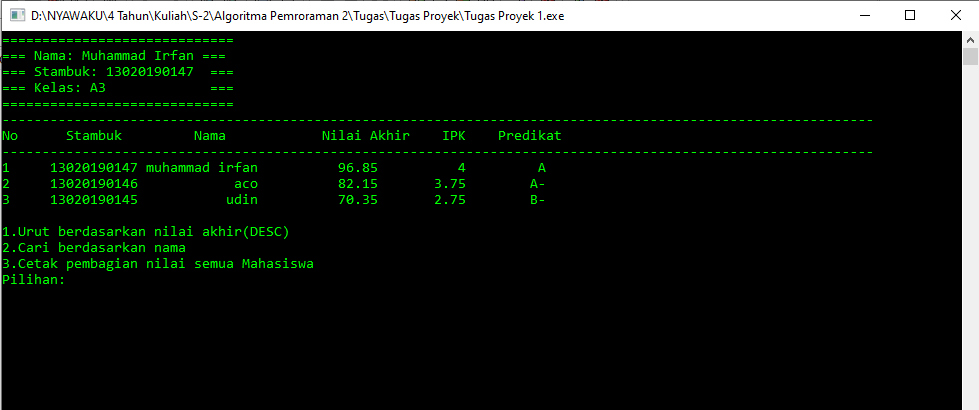 D:\NYAWAKU\4 Tahun\Kuliah\S-2\Algoritma Pemroraman 2\Tugas\Tugas Proyek\Tugas Proyek 1.exe
=============================
=== Nama: Muhammad Irfan ===
=== Stambuk: 13020190147  ===
=== Kelas: A3             ===
=============================
-------------------------------------------------------------------------------------------------------------
No      Stambuk         Nama            Nilai Akhir    IPK    Predikat
-------------------------------------------------------------------------------------------------------------
1     13020190147 muhammad irfan          96.85          4         A
2     13020190146            aco          82.15       3.75        A-
3     13020190145           udin          70.35       2.75        B-
1.Urut berdasarkan nilai akhir(DESC)
2.Cari berdasarkan nama
3.Cetak pembagian nilai semua Mahasiswa
Pilihan: